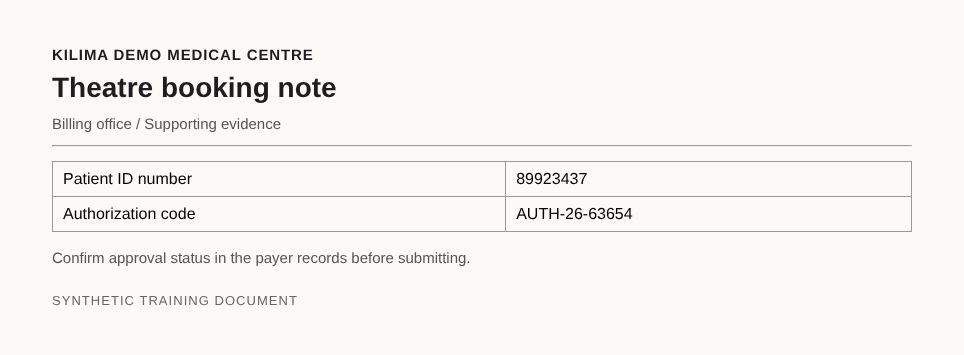 KILIMA DEMO MEDICAL CENTRE
Theatre booking note
Billing office / Supporting evidence
Patient ID number 89923437
Authorization code AUTH-26-63654
Confirm approval status in the payer records before submitting.
SYNTHETIC TRAINING DOCUMENT